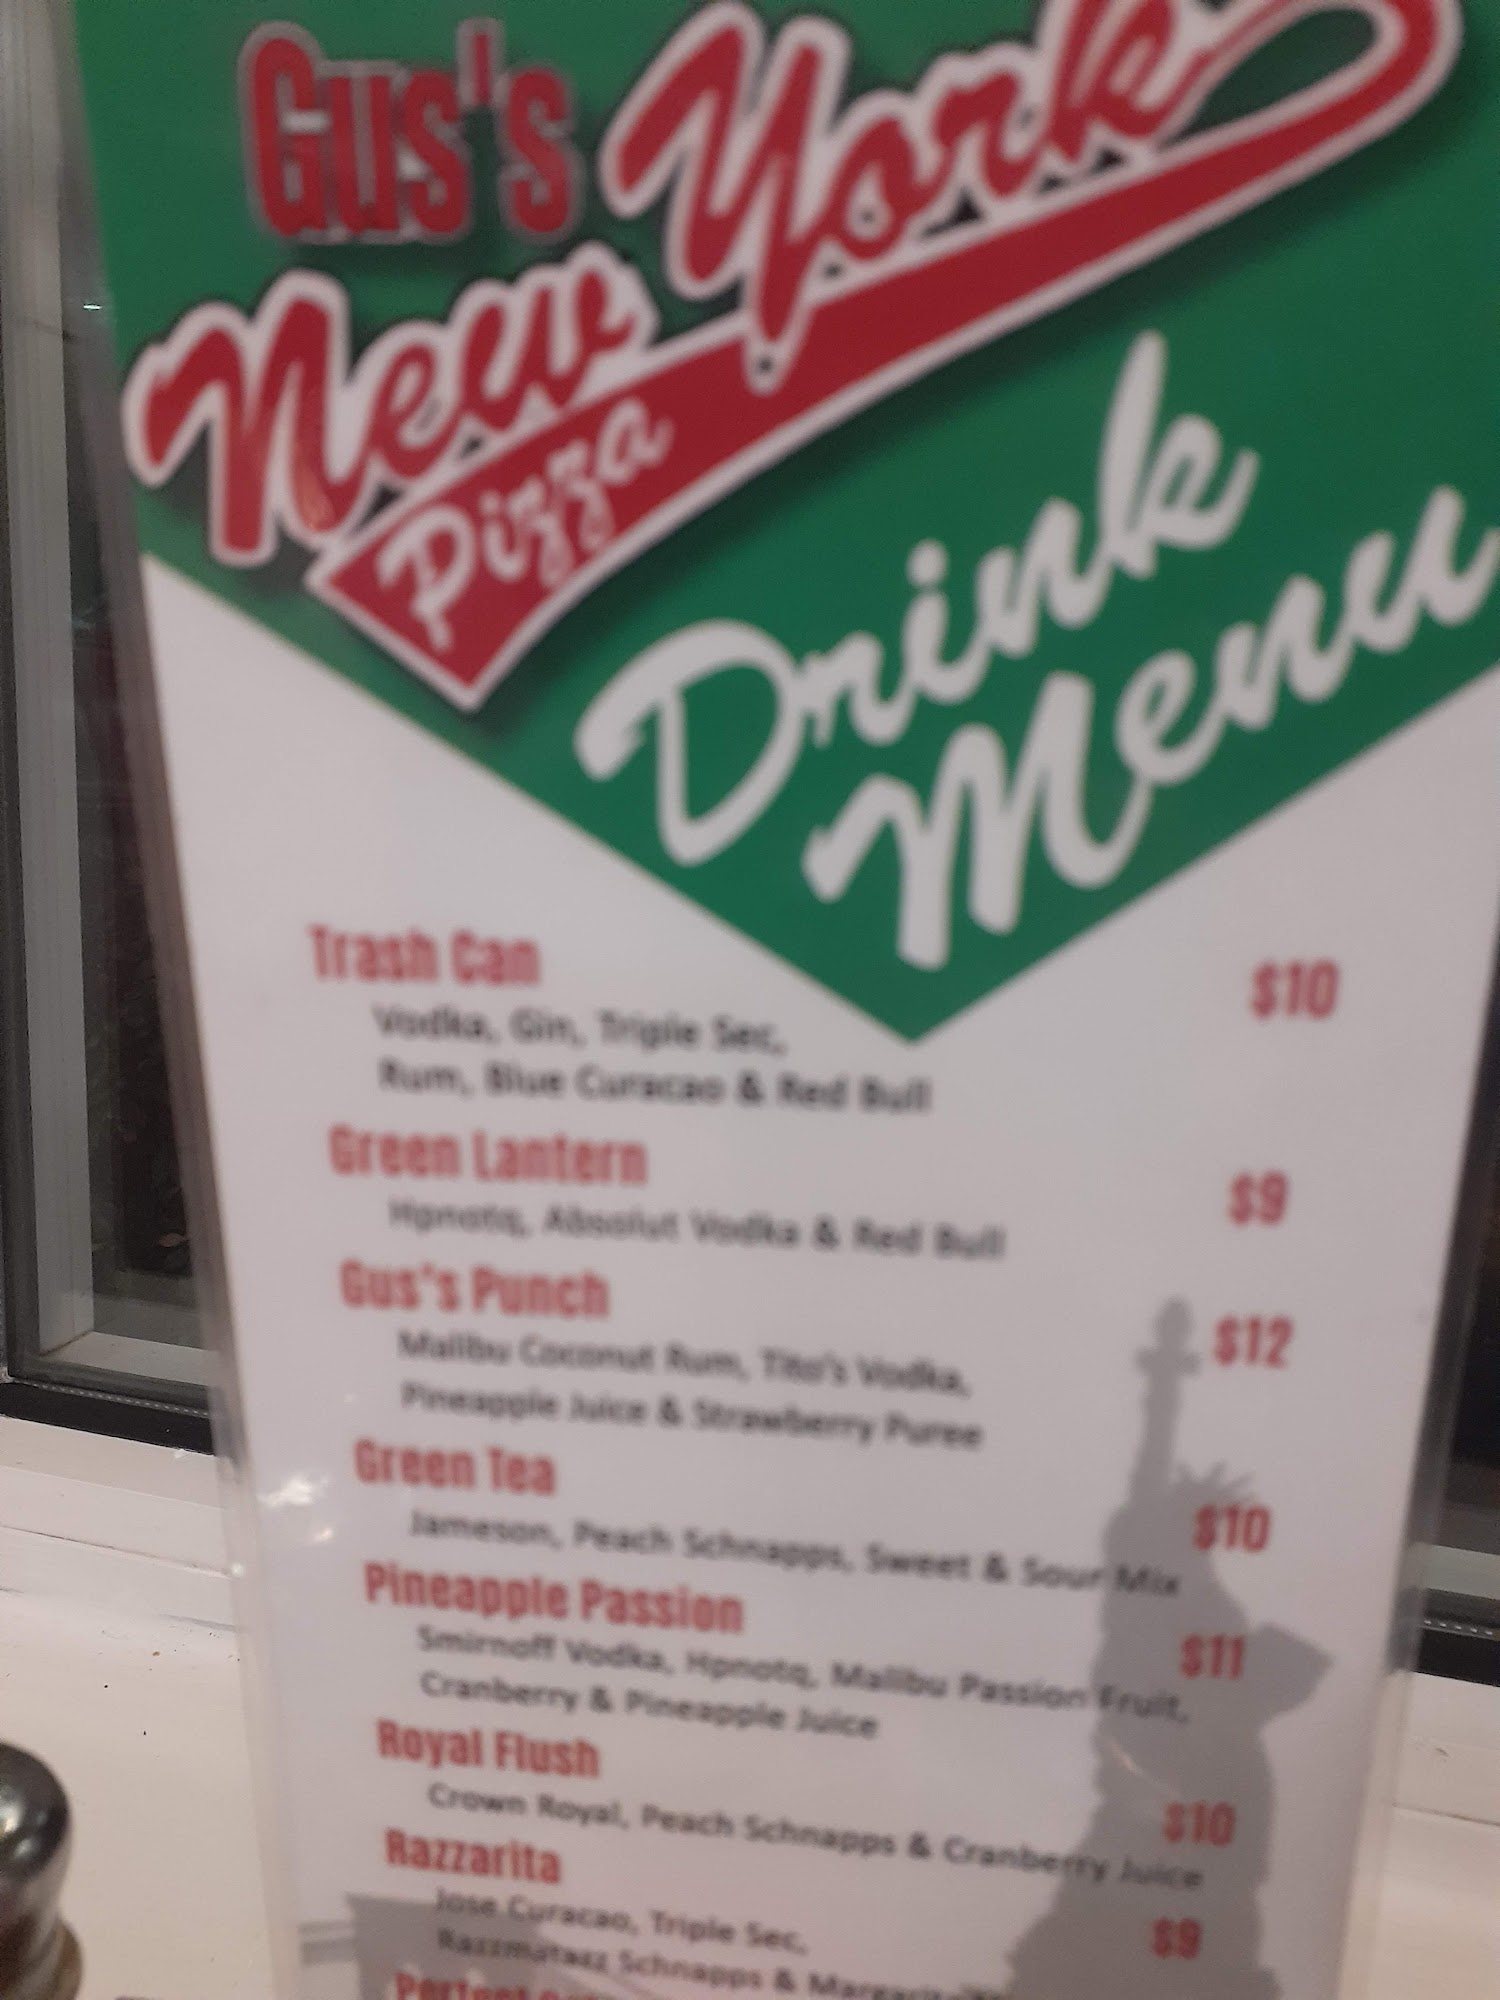 Gus's
New York
Pizza
Drink
Menu
Trash Can $10
Vodka, Gin, Triple Sec,
Rum, Blue Curacao & Red Bull
Green Lantern $9
Hpnotq, Absolut Vodka & Red Bull
Gus's Punch $12
Malibu Coconut Rum, Tito's Vodka,
Pineapple Juice & Strawberry Puree
Green Tea $10
Jameson, Peach Schnapps, Sweet & Sour Mix
Pineapple Passion $11
Smirnoff Vodka, Hpnotq, Malibu Passion Fruit,
Cranberry & Pineapple Juice
Royal Flush $10
Crown Royal, Peach Schnapps & Cranberry Juice
Razzarita $9
Jose Curacao, Triple Sec,
Razzmatazz Schnapps &